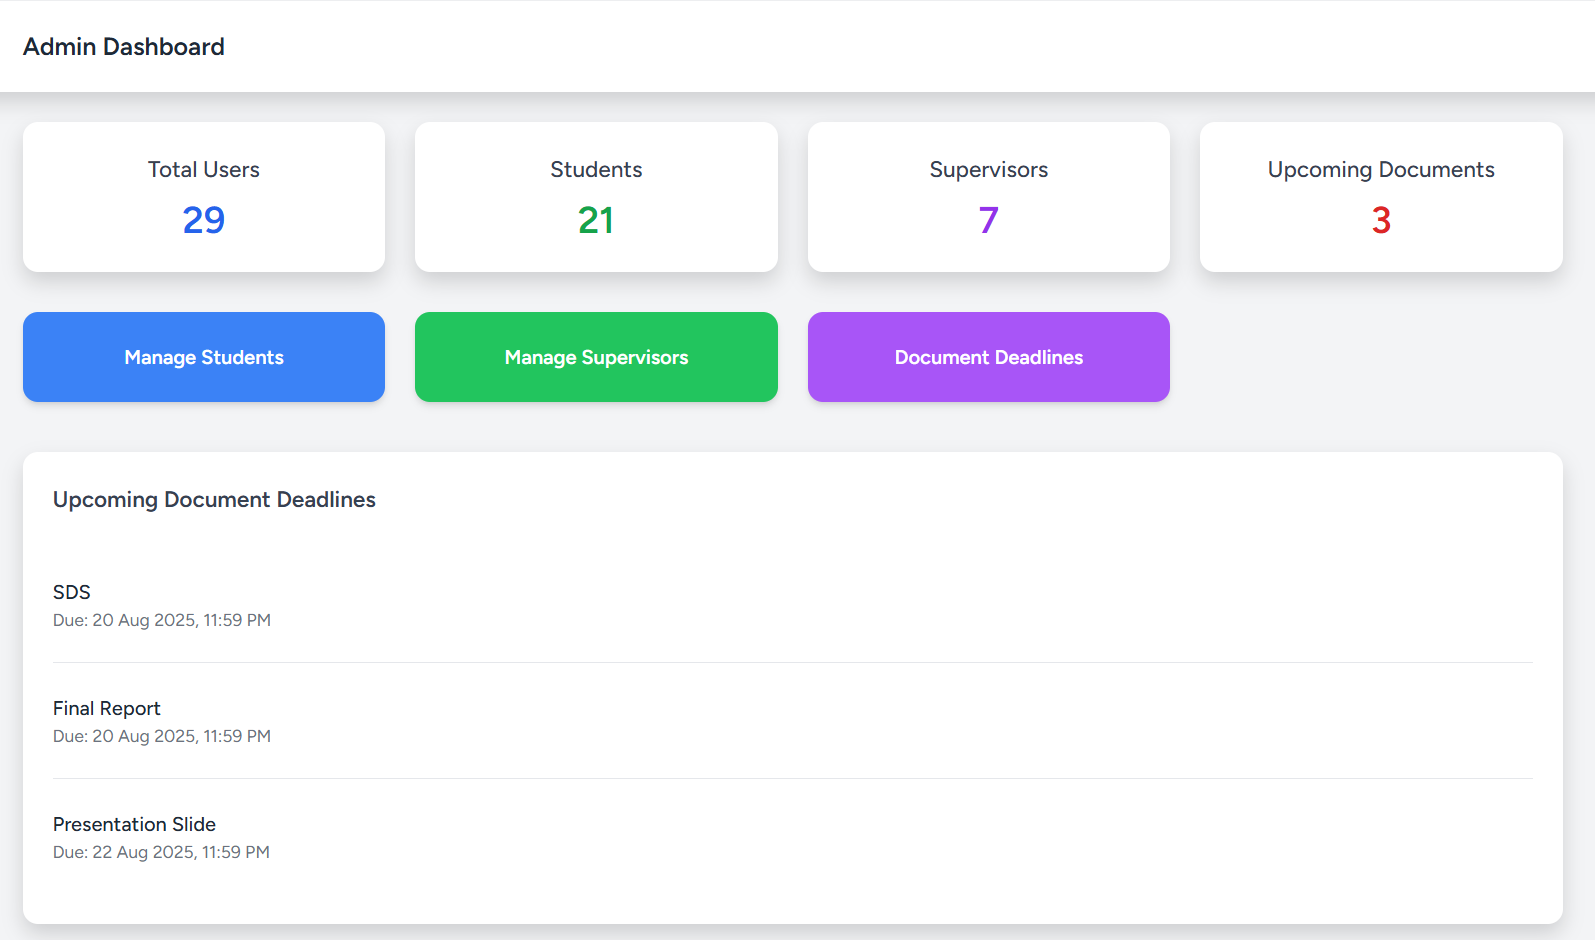 Admin Dashboard
Total Users
29
Students
21
Supervisors
7
Upcoming Documents
3
Manage Students
Manage Supervisors
Document Deadlines
Upcoming Document Deadlines
SDS
Due: 20 Aug 2025, 11:59 PM
Final Report
Due: 20 Aug 2025, 11:59 PM
Presentation Slide
Due: 22 Aug 2025, 11:59 PM